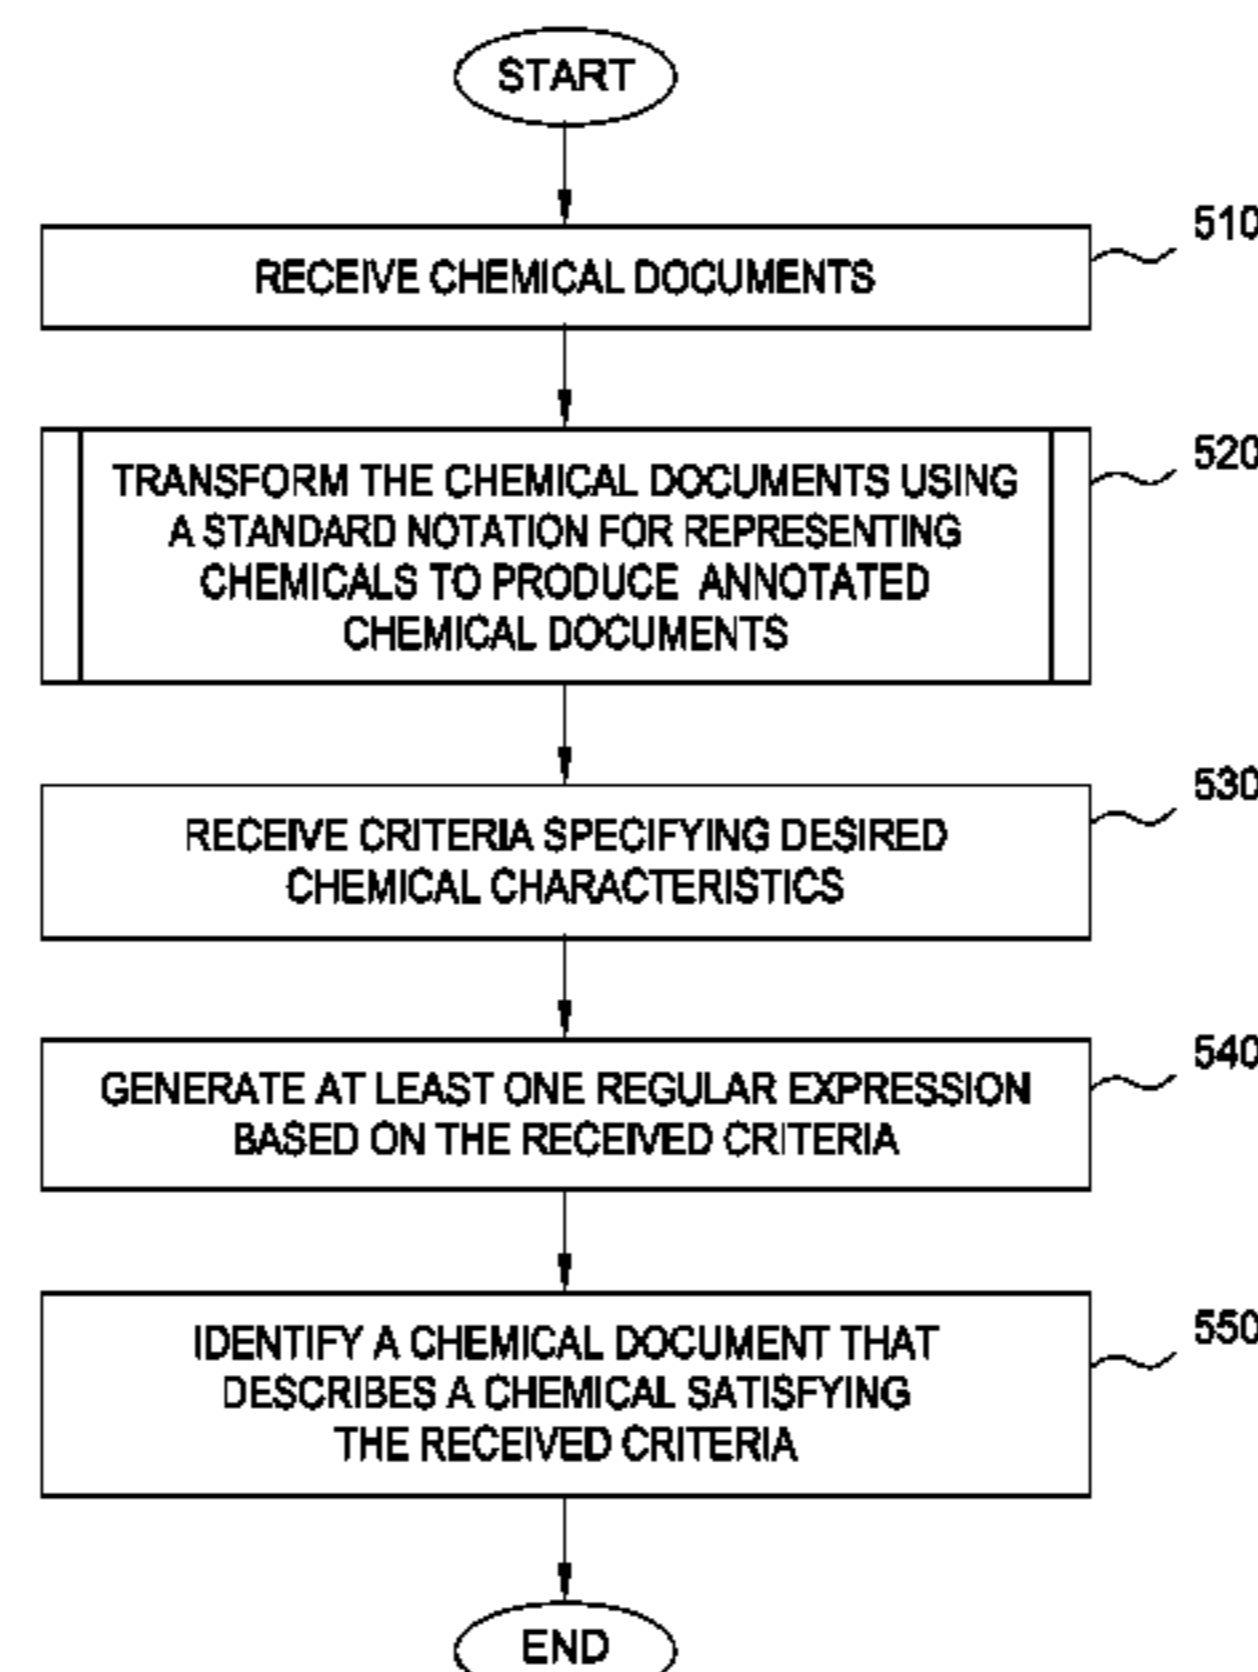 START
510
RECEIVE CHEMICAL DOCUMENTS
520
TRANSFORM THE CHEMICAL DOCUMENTS USING
A STANDARD NOTATION FOR REPRESENTING
CHEMICALS TO PRODUCE ANNOTATED
CHEMICAL DOCUMENTS
530
RECEIVE CRITERIA SPECIFYING DESIRED
CHEMICAL CHARACTERISTICS
540
GENERATE AT LEAST ONE REGULAR EXPRESSION
BASED ON THE RECEIVED CRITERIA
550
IDENTIFY A CHEMICAL DOCUMENT THAT
DESCRIBES A CHEMICAL SATISFYING
THE RECEIVED CRITERIA
END